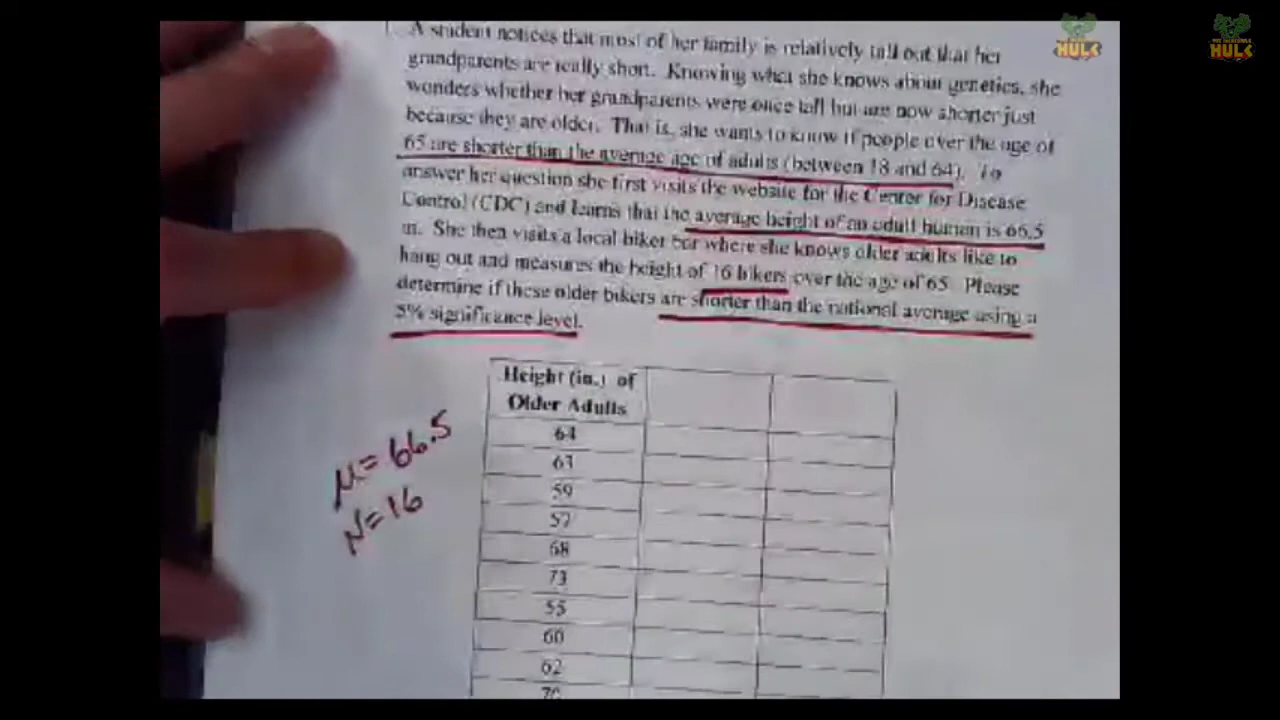 A student notices that most of her family is relatively tall but that her
grandparents are really short. Knowing what she knows about genetics, she
wonders whether her grandparents were once tall but are now shorter just
because they are older. That is, she wants to know if people over the age of
65 are shorter than the average age of adults (between 18 and 64). To
answer her question she first visits the website for the Center for Disease
Control (CDC) and learns that the average height of an adult human is 66.5
in. She then visits a local biker bar where she knows older adults like to
hang out and measures the height of 16 bikers over the age of 65. Please
determine if these older bikers are shorter than the national average using a
5% significance level.
Height (in.) of
Older Adults
64
63
59
57
68
73
55
60
62
μ = 66.5
N = 16
HULK
HULK